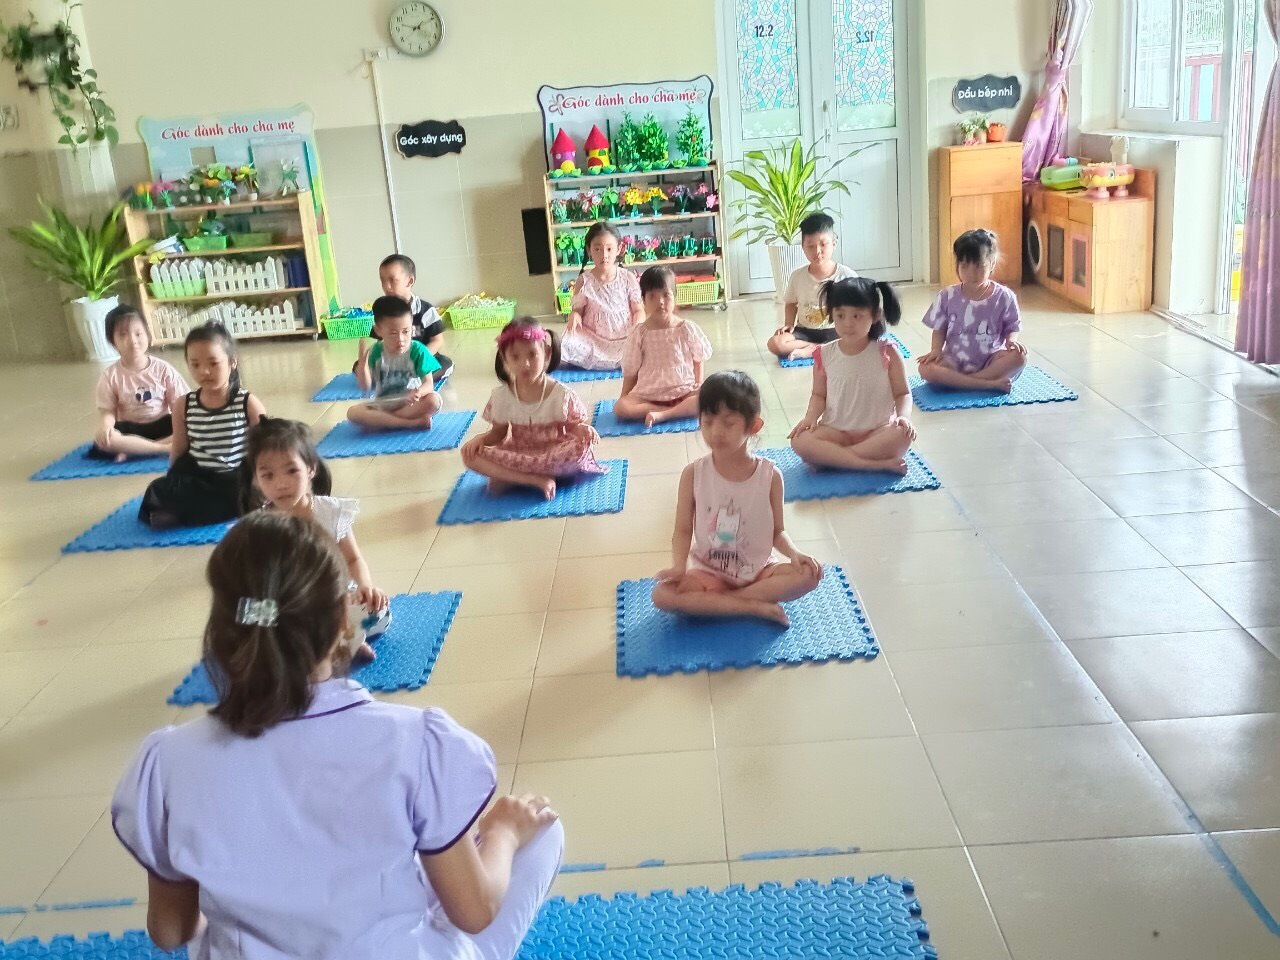 12.2
12.2
Góc dành cho cha mẹ
Góc dành cho cha mẹ
Góc xây dựng
Đầu bếp nhí